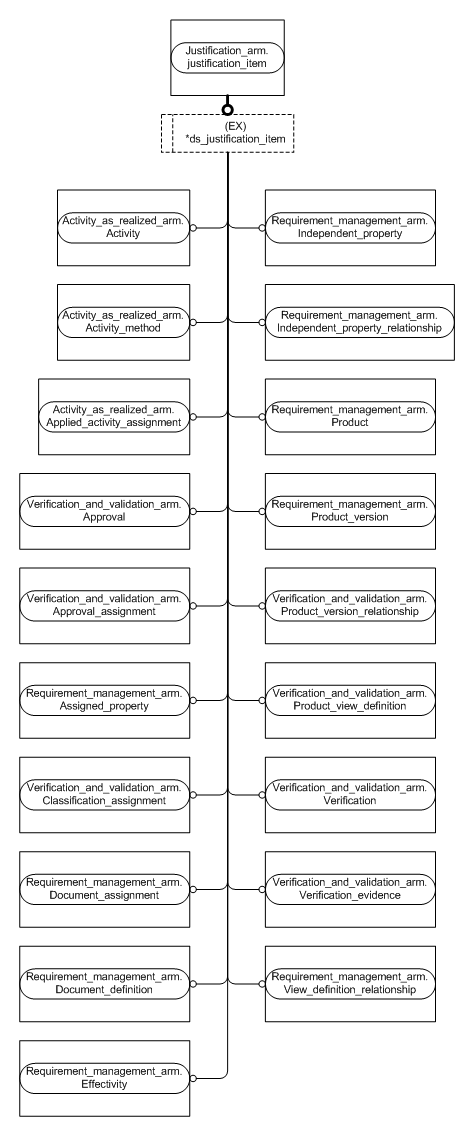 Justification_arm.
justification_item
(EX)
*ds_justification_item
Activity_as_realized_arm.
Activity
Requirement_management_arm.
Independent_property
Activity_as_realized_arm.
Activity_method
Requirement_management_arm.
Independent_property_relationship
Activity_as_realized_arm.
Applied_activity_assignment
Requirement_management_arm.
Product
Verification_and_validation_arm.
Approval
Requirement_management_arm.
Product_version
Verification_and_validation_arm.
Approval_assignment
Verification_and_validation_arm.
Product_version_relationship
Requirement_management_arm.
Assigned_property
Verification_and_validation_arm.
Product_view_definition
Verification_and_validation_arm.
Classification_assignment
Verification_and_validation_arm.
Verification
Requirement_management_arm.
Document_assignment
Verification_and_validation_arm.
Verification_evidence
Requirement_management_arm.
Document_definition
Requirement_management_arm.
View_definition_relationship
Requirement_management_arm.
Effectivity